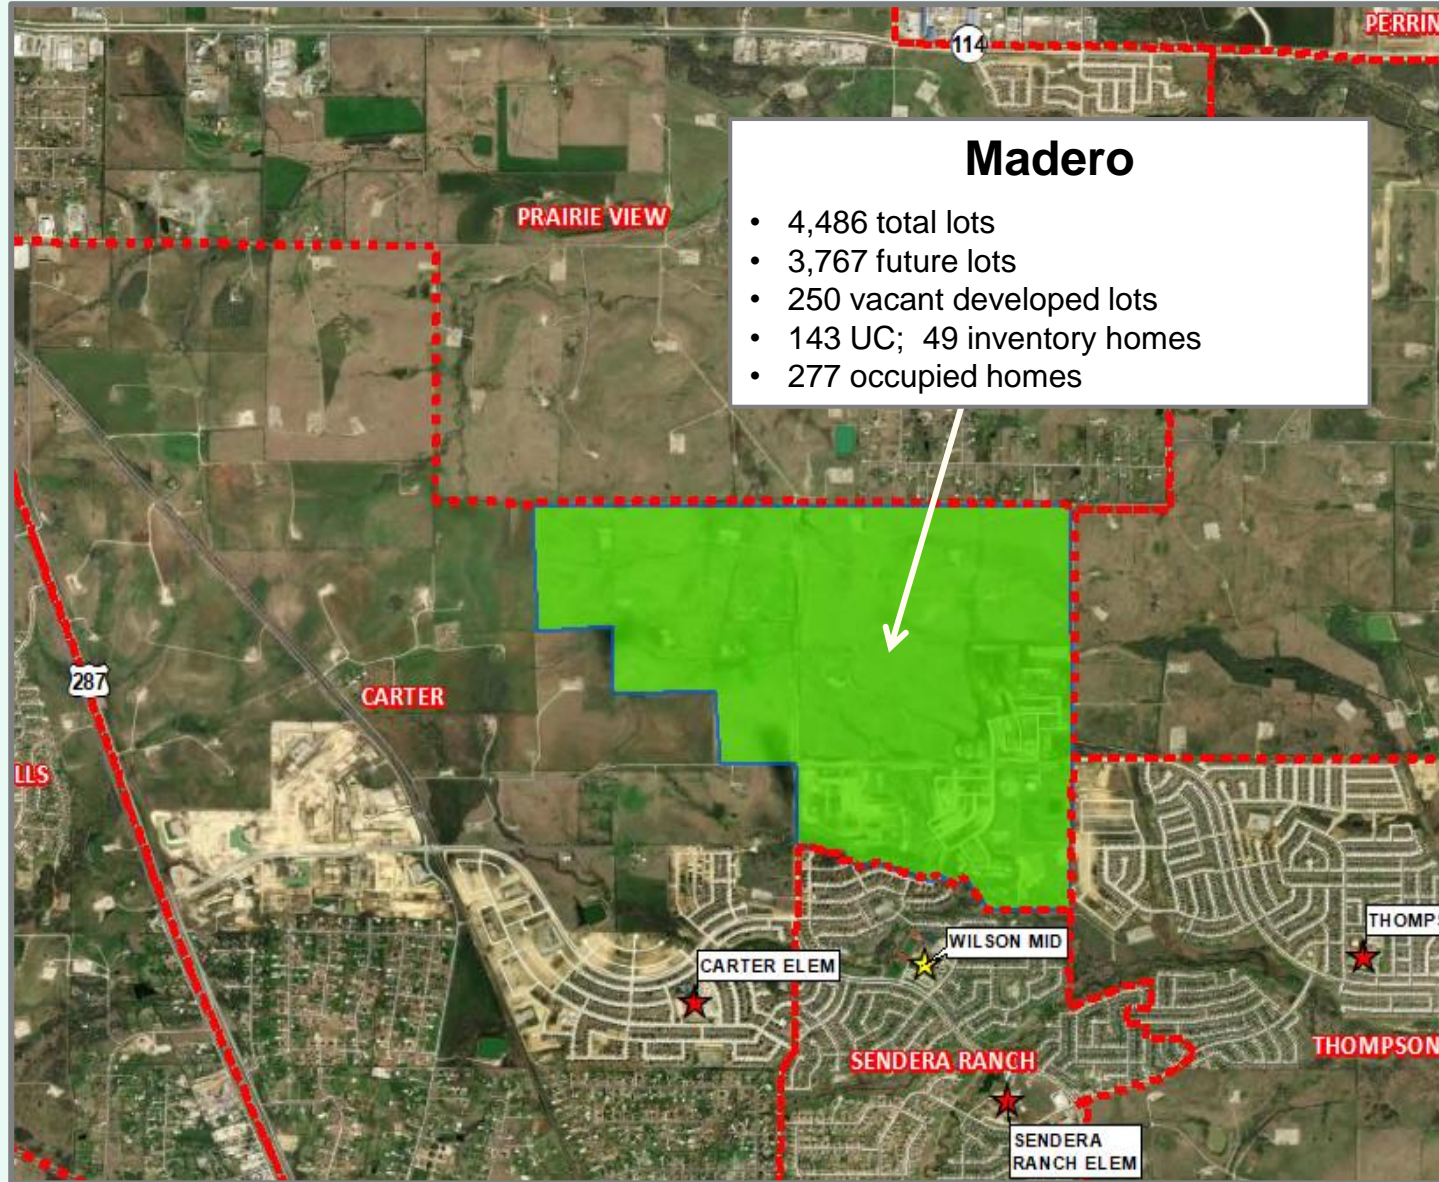 PERRIN
114
Madero
PRAIRIE VIEW
• 4,486 total lots
• 3,767 future lots
• 250 vacant developed lots
• 143 UC; 49 inventory homes
• 277 occupied homes
287
CARTER
LLS
THOMPS
WILSON MID
CARTER ELEM
SENDERA RANCH
THOMPSON
SENDERA
RANCH ELEM